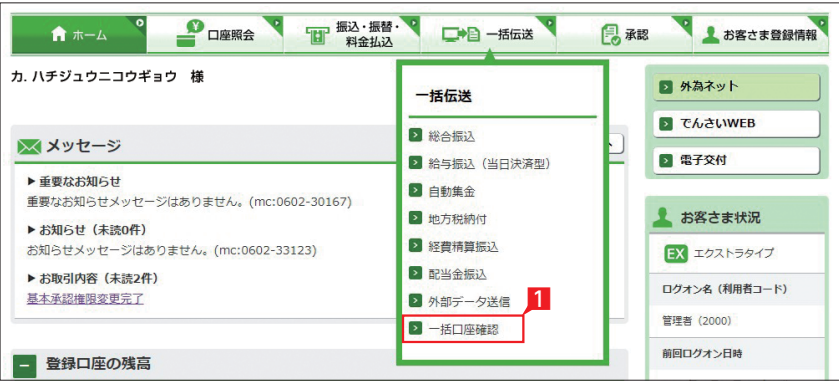 ホーム
口座照会
振込・振替・
料金払込
一括伝送
承認
お客さま登録情報
カ. ハチジュウニコウギョウ 様
メッセージ
▶重要なお知らせ
重要なお知らせメッセージはありません。(mc:0602-30167)
▶お知らせ（未読0件）
お知らせメッセージはありません。(mc:0602-33123)
▶お取引内容（未読2件）
基本承認権限変更完了
登録口座の残高
一括伝送
総合振込
給与振込（当日決済型）
自動集金
地方税納付
経費精算振込
配当金振込
外部データ送信
1
一括口座確認
外為ネット
でんさいWEB
電子交付
お客さま状況
EX エクストラタイプ
ログオン名（利用者コード）
管理者（2000）
前回ログオン日時